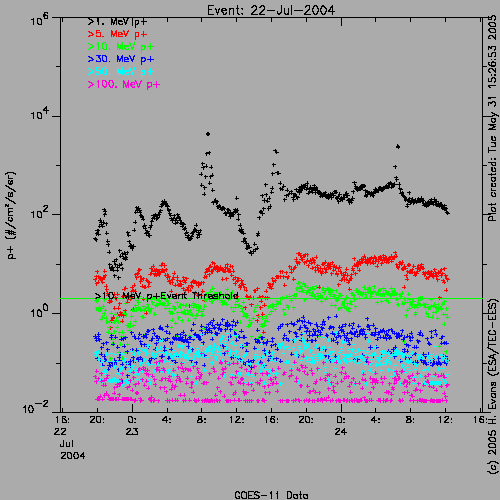 Event: 22-Jul-2004
>1. MeV p+
>5. MeV p+
>10. MeV p+
>30. MeV p+
>50. MeV p+
>100. MeV p+
10^6
10^4
10^2
10^0
10^-2
p+ (#/cm²/s/sr)
>10. MeV p+Event Threshold
16: 20: 0: 4: 8: 12: 16: 20: 0: 4: 8: 12: 16:
22 23 24
Jul
2004
GOES-11 Data
Plot created: Tue May 31 15:26:53 2005
(c) 2005 H. Evans (ESA/TEC-EES)